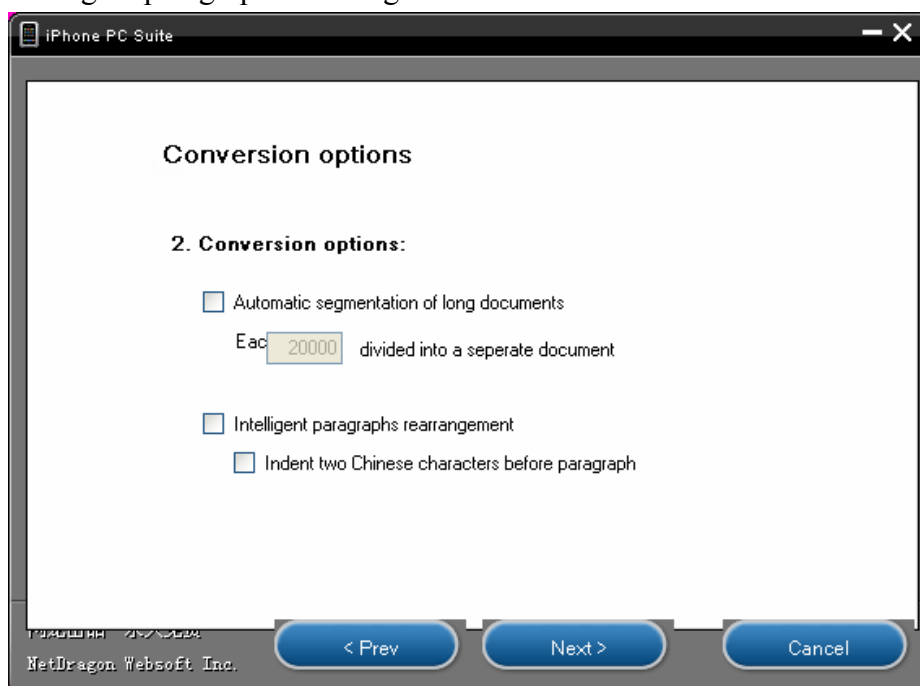 iPhone PC Suite
Conversion options
2. Conversion options:
Automatic segmentation of long documents
Eac 20000 divided into a seperate document
Intelligent paragraphs rearrangement
Indent two Chinese characters before paragraph
NetDragon Websoft Inc.
< Prev Next > Cancel